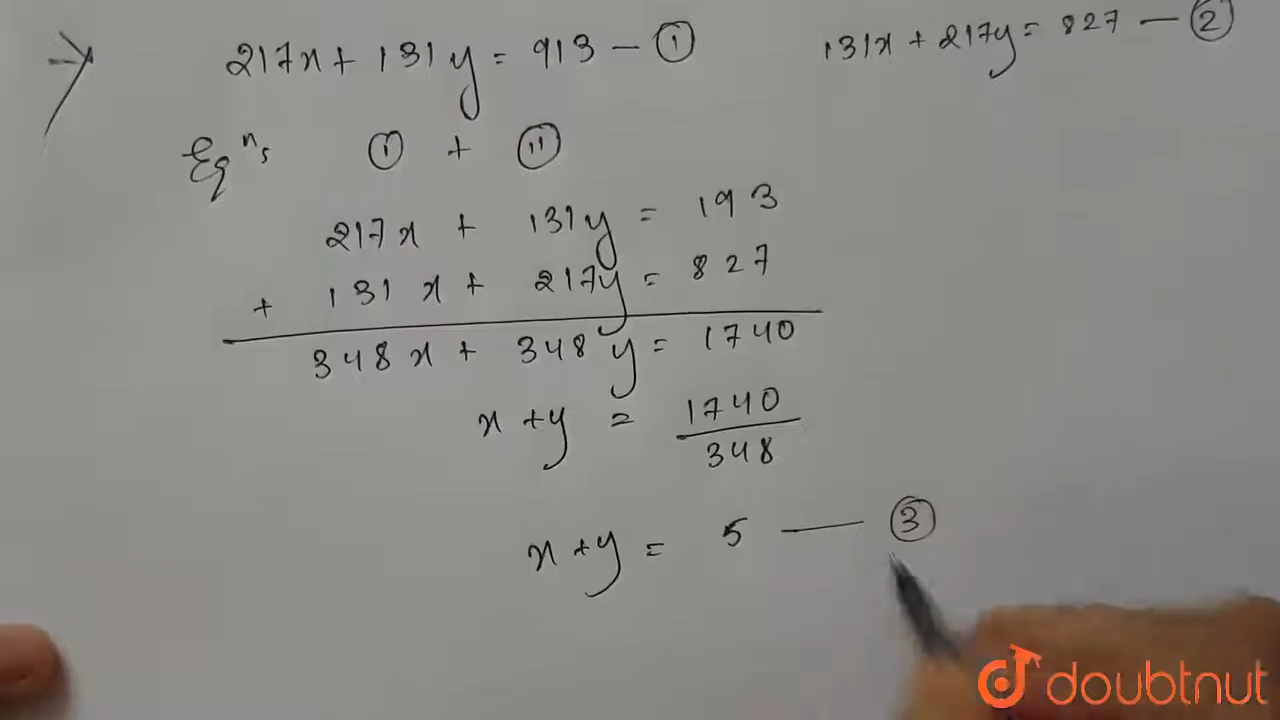 217x + 131y = 913 — ①
131x + 217y = 827 — ②
Eqⁿs ① + ⑪
217x + 131y = 193
+ 131x + 217y = 827
348x + 348y = 1740
x + y = 1740/348
x + y = 5 — ③
doubtnut